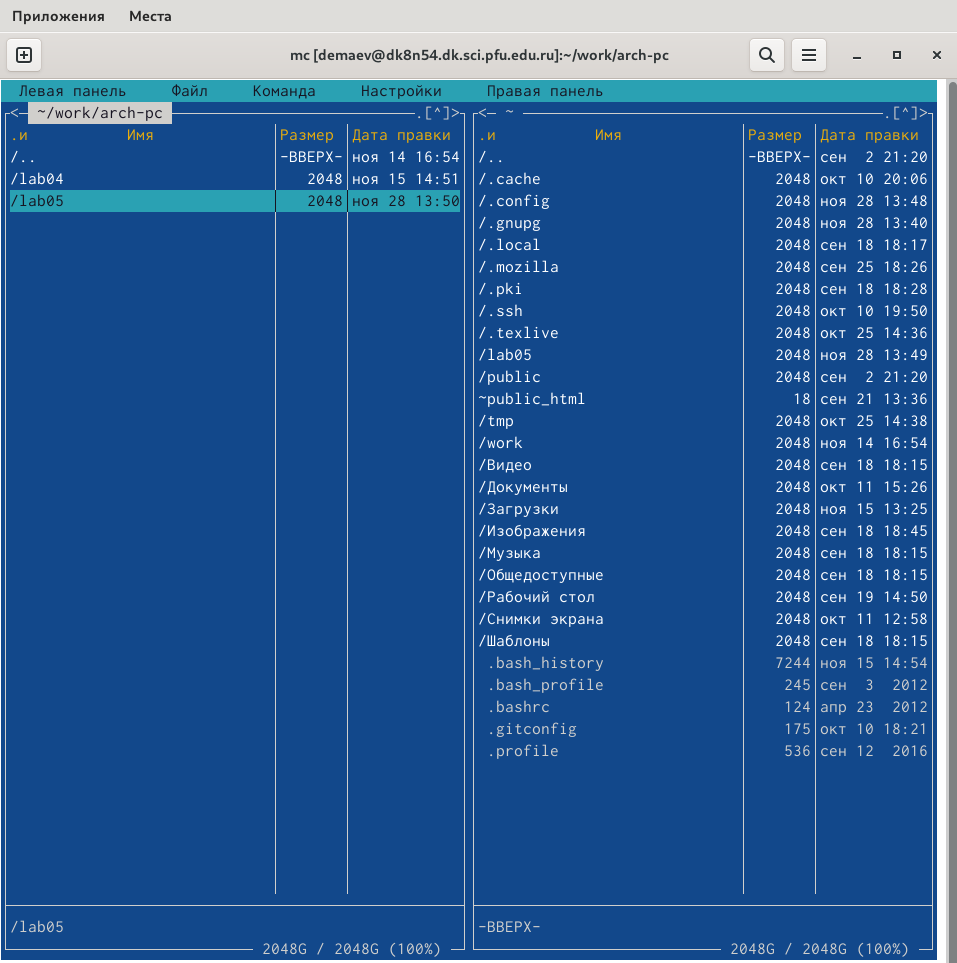 Приложения Места
mc [demaev@dk8n54.dk.sci.pfu.edu.ru]:~/work/arch-pc
Левая панель Файл Команда Настройки Правая панель
<─ ~/work/arch-pc .[^]>
.и Имя Размер Дата правки
/.. -ВВЕРХ- ноя 14 16:54
/lab04 2048 ноя 15 14:51
/lab05 2048 ноя 28 13:50
/lab05
2048G / 2048G (100%)
<─ ~ .[^]>
.и Имя Размер Дата правки
/.. -ВВЕРХ- сен 2 21:20
/.cache 2048 окт 10 20:06
/.config 2048 ноя 28 13:48
/.gnupg 2048 ноя 28 13:40
/.local 2048 сен 18 18:17
/.mozilla 2048 сен 25 18:26
/.pki 2048 сен 18 18:28
/.ssh 2048 окт 10 19:50
/.texlive 2048 окт 25 14:36
/lab05 2048 ноя 28 13:49
/public 2048 сен 2 21:20
~public_html 18 сен 21 13:36
/tmp 2048 окт 25 14:38
/work 2048 ноя 14 16:54
/Видео 2048 сен 18 18:15
/Документы 2048 окт 11 15:26
/Загрузки 2048 ноя 15 13:25
/Изображения 2048 сен 18 18:45
/Музыка 2048 сен 18 18:15
/Общедоступные 2048 сен 18 18:15
/Рабочий стол 2048 сен 19 14:50
/Снимки экрана 2048 окт 11 12:58
/Шаблоны 2048 сен 18 18:15
.bash_history 7244 ноя 15 14:54
.bash_profile 245 сен 3 2012
.bashrc 124 апр 23 2012
.gitconfig 175 окт 10 18:21
.profile 536 сен 12 2016
-ВВЕРХ-
2048G / 2048G (100%)